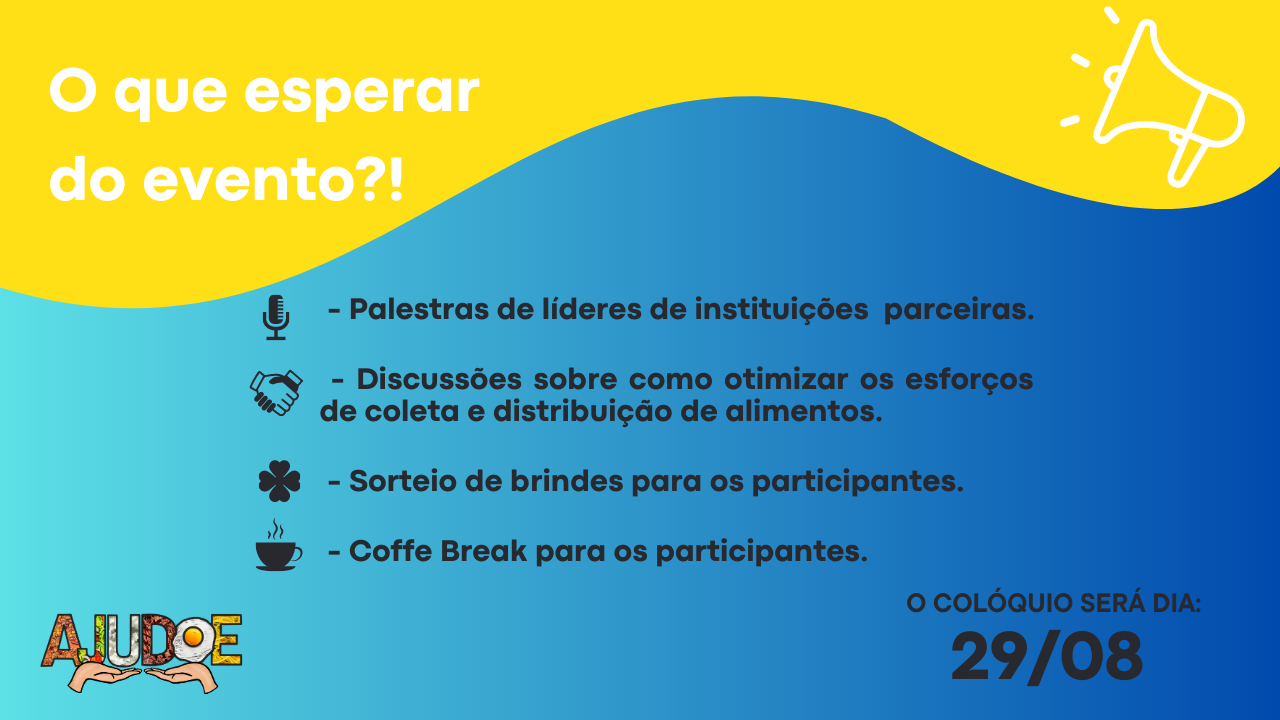 O que esperar
do evento?!
- Palestras de líderes de instituições parceiras.
- Discussões sobre como otimizar os esforços
de coleta e distribuição de alimentos.
- Sorteio de brindes para os participantes.
- Coffe Break para os participantes.
O COLÓQUIO SERÁ DIA:
29/08
AJUDOE